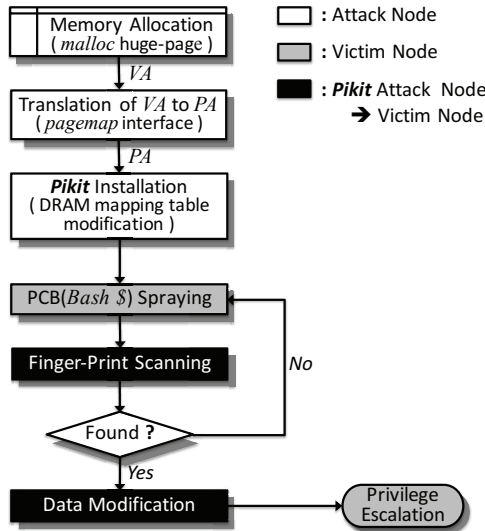 Memory Allocation
( malloc huge-page )
VA
Translation of VA to PA
( pagemap interface )
PA
Pikit Installation
( DRAM mapping table
modification )
PCB(Bash $) Spraying
Finger-Print Scanning
No
Found ?
Yes
Data Modification
Privilege
Escalation
: Attack Node
: Victim Node
: Pikit Attack Node
➔ Victim Node